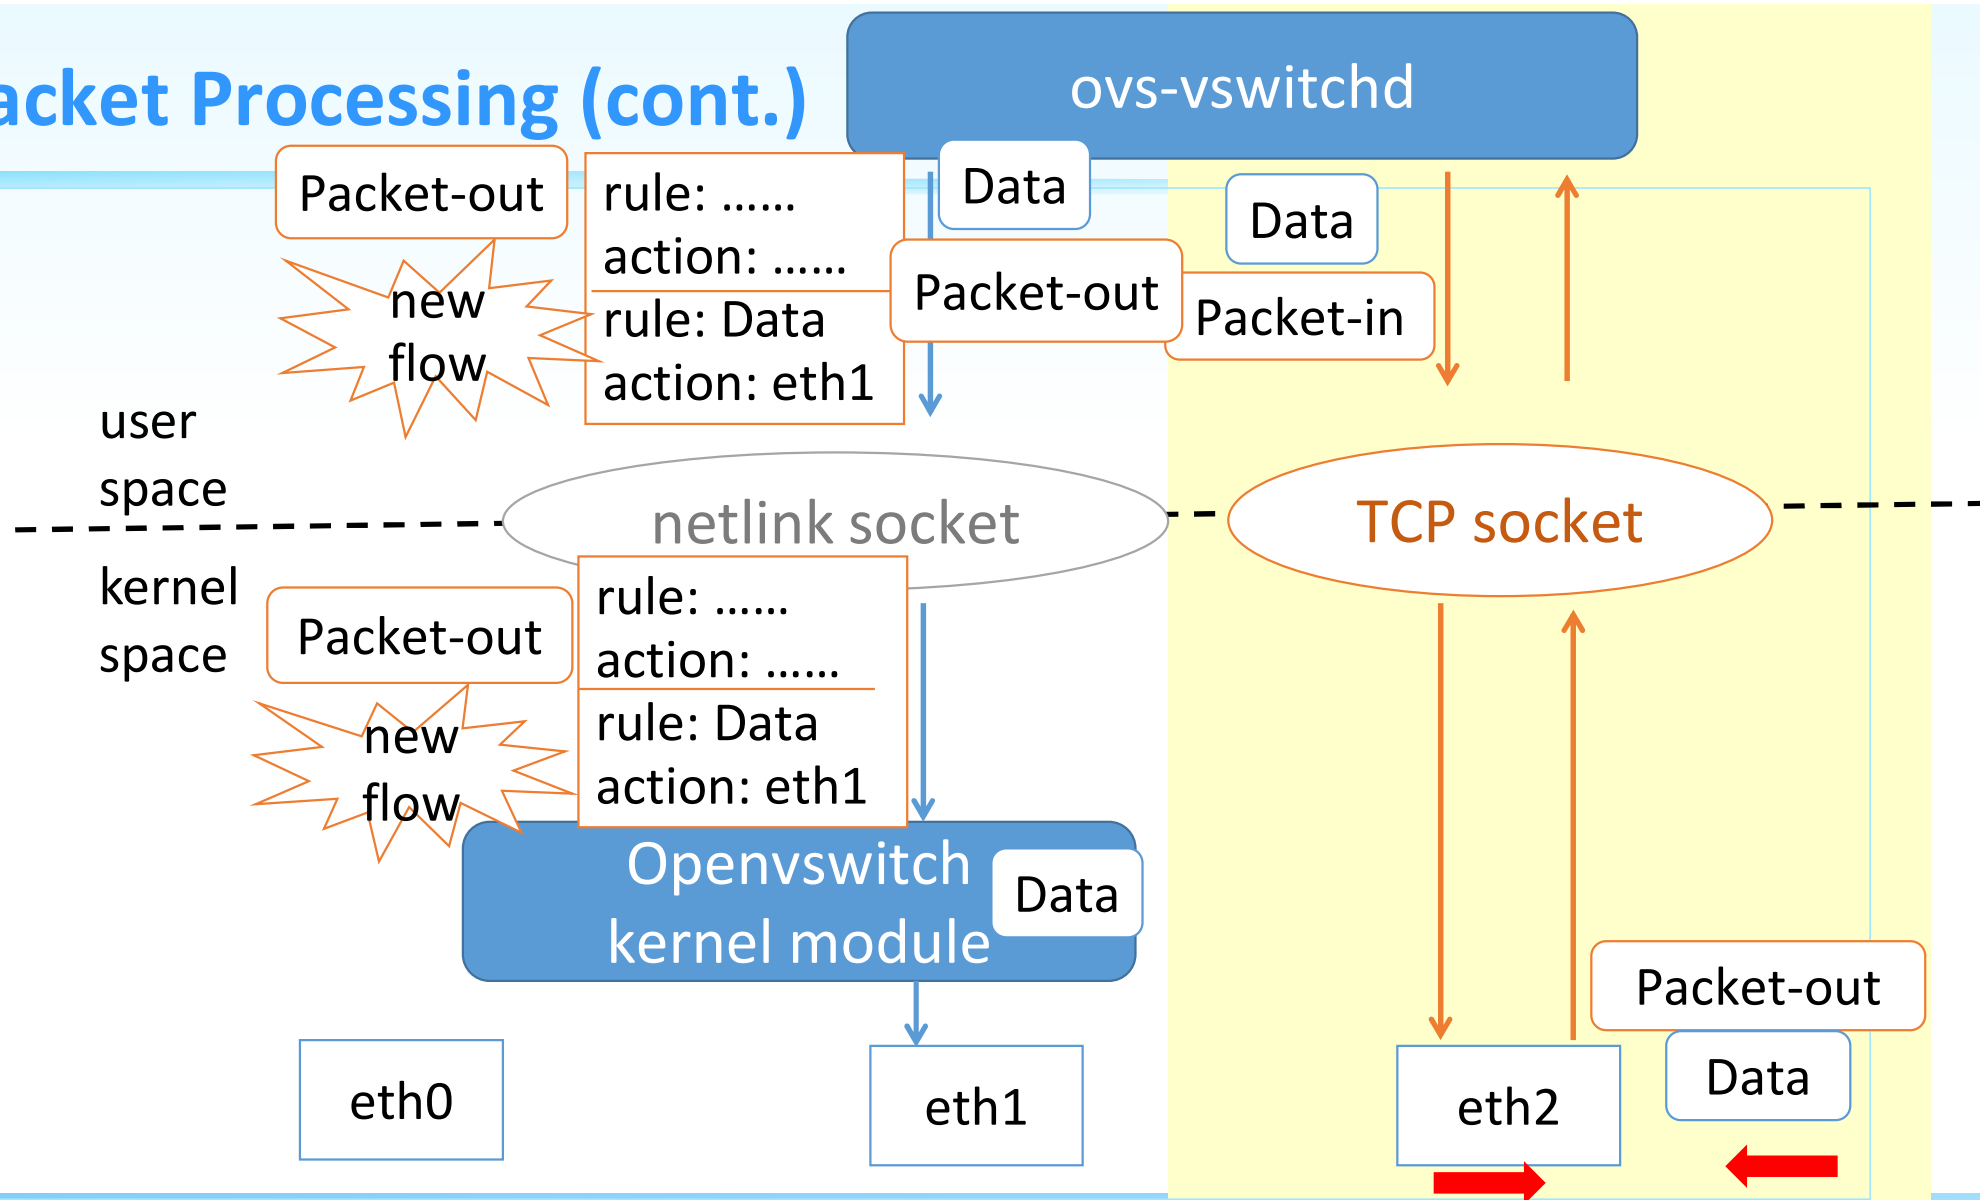 acket Processing (cont.)
ovs-vswitchd
Packet-out
rule: ......
action: ......
rule: Data
action: eth1
new
flow
Data
Packet-out
Data
Packet-in
user
space
netlink socket
TCP socket
kernel
space
Packet-out
rule: ......
action: ......
rule: Data
action: eth1
new
flow
Openvswitch
kernel module
Data
Packet-out
Data
eth0
eth1
eth2